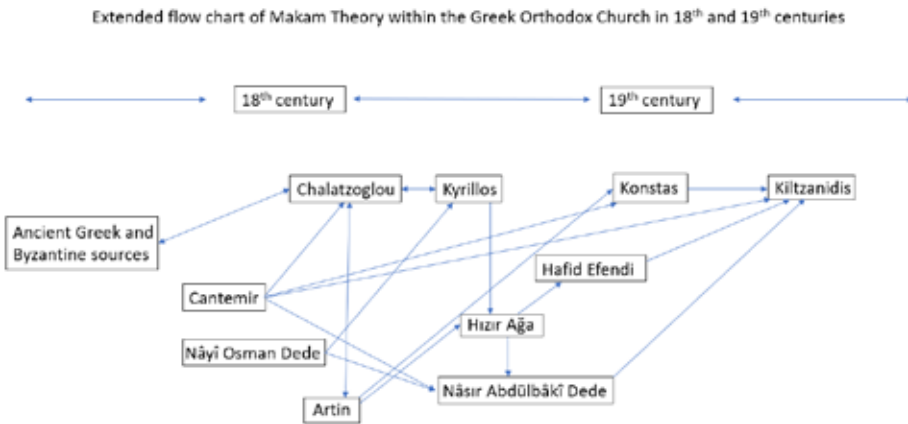 Extended flow chart of Makam Theory within the Greek Orthodox Church in 18th and 19th centuries
18th century
19th century
Chalatzoglou
Kyrillos
Konstas
Kiltzanidis
Ancient Greek and
Byzantine sources
Hafid Efendi
Cantemir
Hızır Ağa
Nâyî Osman Dede
Nâsır Abdülbâkî Dede
Artin